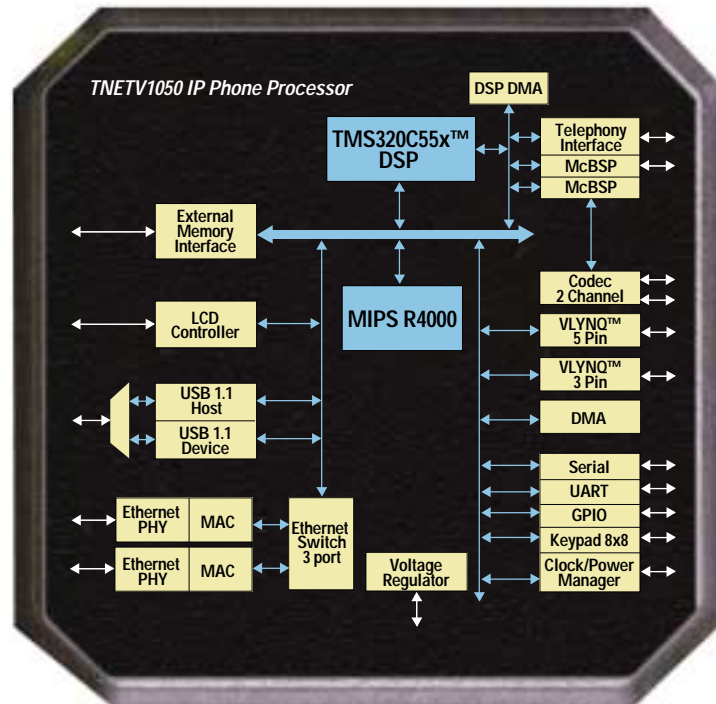 TNETV1050 IP Phone Processor
DSP DMA
TMS320C55x™
DSP
Telephony
Interface
McBSP
McBSP
External
Memory
Interface
LCD
Controller
MIPS R4000
Codec
2 Channel
VLYNQ™
5 Pin
VLYNQ™
3 Pin
DMA
USB 1.1
Host
USB 1.1
Device
Serial
UART
GPIO
Keypad 8x8
Clock/Power
Manager
Ethernet
PHY
MAC
Ethernet
PHY
MAC
Ethernet
Switch
3 port
Voltage
Regulator